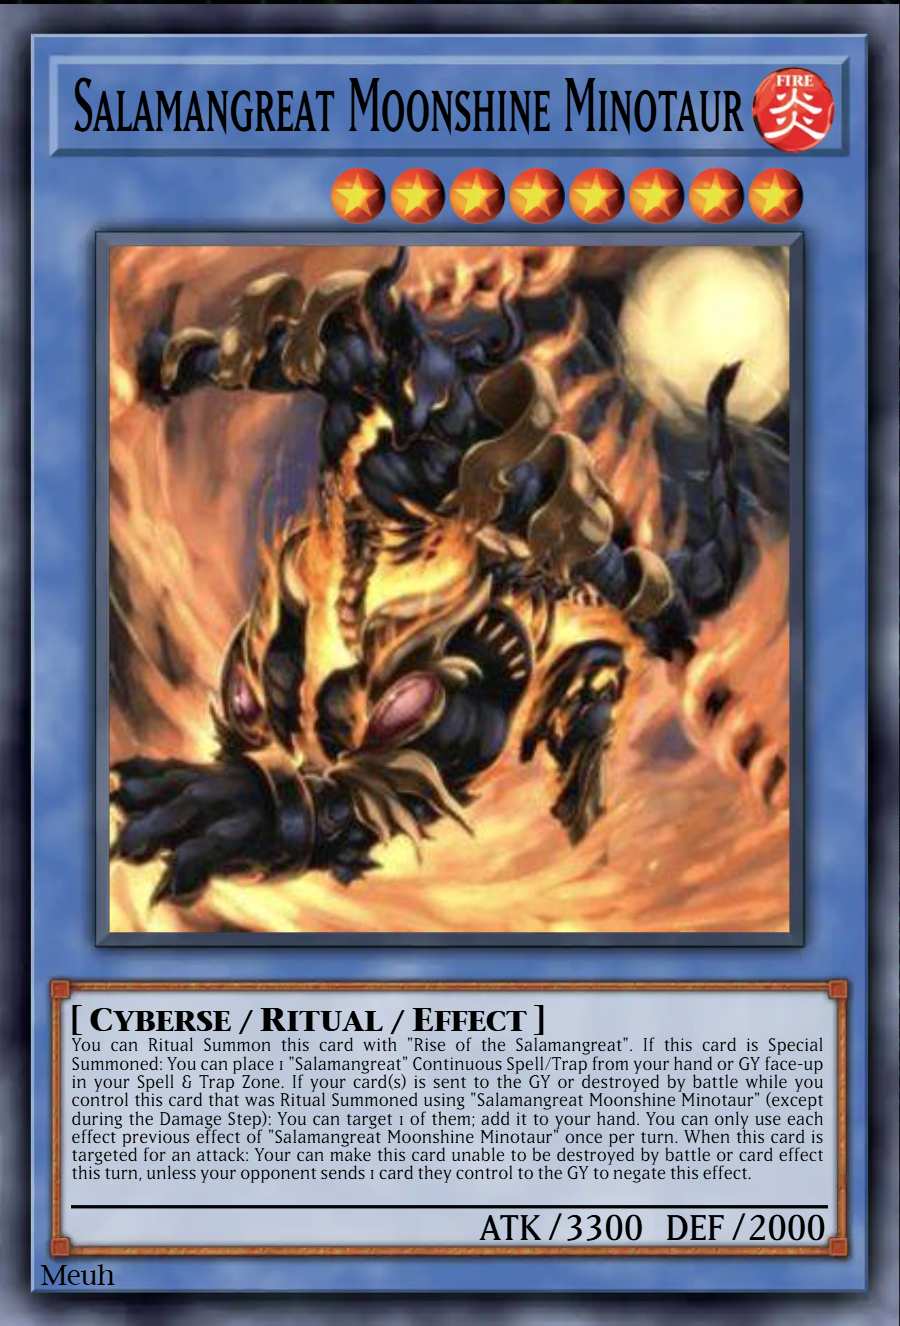 Salamangreat Moonshine Minotaur
FIRE
炎
[ Cyberse / Ritual / Effect ]
You can Ritual Summon this card with "Rise of the Salamangreat". If this card is Special
Summoned: You can place 1 "Salamangreat" Continuous Spell/Trap from your hand or GY face-up
in your Spell & Trap Zone. If your card(s) is sent to the GY or destroyed by battle while you
control this card that was Ritual Summoned using "Salamangreat Moonshine Minotaur" (except
during the Damage Step): You can target 1 of them; add it to your hand. You can only use each
effect previous effect of "Salamangreat Moonshine Minotaur" once per turn. When this card is
targeted for an attack: Your can make this card unable to be destroyed by battle or card effect
this turn, unless your opponent sends 1 card they control to the GY to negate this effect.
ATK/3300 DEF/2000
Meuh